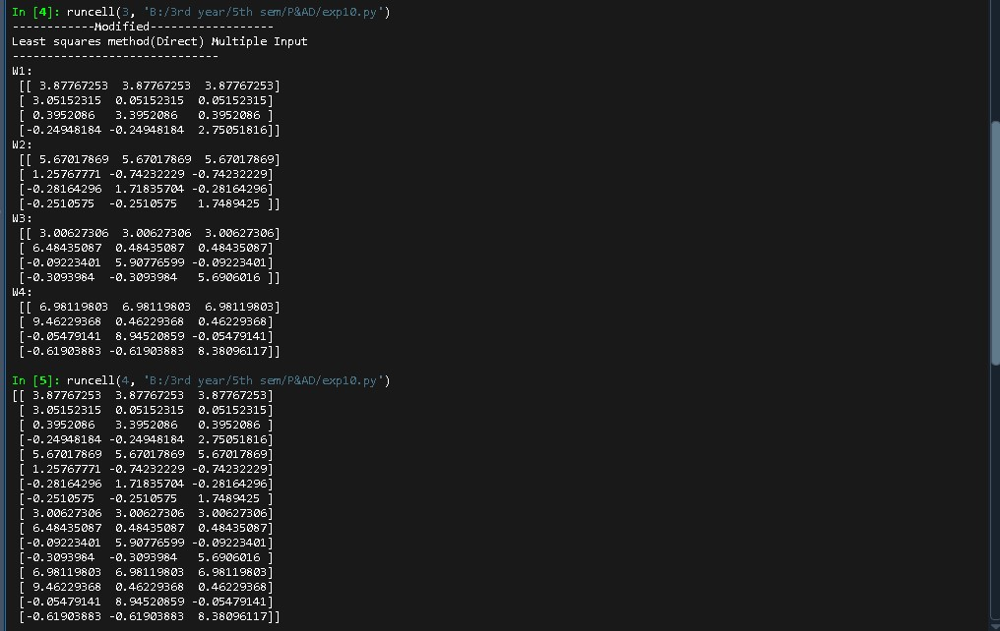 In [4]: runcell(3, 'B:/3rd year/5th sem/P&AD/exp10.py')
------------Modified------------------
Least squares method(Direct) Multiple Input
------------------------------
W1:
[[ 3.87767253  3.87767253  3.87767253]
[ 3.05152315  0.05152315  0.05152315]
[ 0.3952086   3.3952086   0.3952086 ]
[-0.24948184 -0.24948184  2.75051816]]
W2:
[[ 5.67017869  5.67017869  5.67017869]
[ 1.25767771 -0.74232229 -0.74232229]
[-0.28164296  1.71835704 -0.28164296]
[-0.2510575  -0.2510575   1.7489425 ]]
W3:
[[ 3.00627306  3.00627306  3.00627306]
[ 6.48435087  0.48435087  0.48435087]
[-0.09223401  5.90776599 -0.09223401]
[-0.3093984  -0.3093984   5.6906016 ]]
W4:
[[ 6.98119803  6.98119803  6.98119803]
[ 9.46229368  0.46229368  0.46229368]
[-0.05479141  8.94520859 -0.05479141]
[-0.61903883 -0.61903883  8.38096117]]
In [5]: runcell(4, 'B:/3rd year/5th sem/P&AD/exp10.py')
[[ 3.87767253  3.87767253  3.87767253]
[ 3.05152315  0.05152315  0.05152315]
[ 0.3952086   3.3952086   0.3952086 ]
[-0.24948184 -0.24948184  2.75051816]
[ 5.67017869  5.67017869  5.67017869]
[ 1.25767771 -0.74232229 -0.74232229]
[-0.28164296  1.71835704 -0.28164296]
[-0.2510575  -0.2510575   1.7489425 ]
[ 3.00627306  3.00627306  3.00627306]
[ 6.48435087  0.48435087  0.48435087]
[-0.09223401  5.90776599 -0.09223401]
[-0.3093984  -0.3093984   5.6906016 ]
[ 6.98119803  6.98119803  6.98119803]
[ 9.46229368  0.46229368  0.46229368]
[-0.05479141  8.94520859 -0.05479141]
[-0.61903883 -0.61903883  8.38096117]]